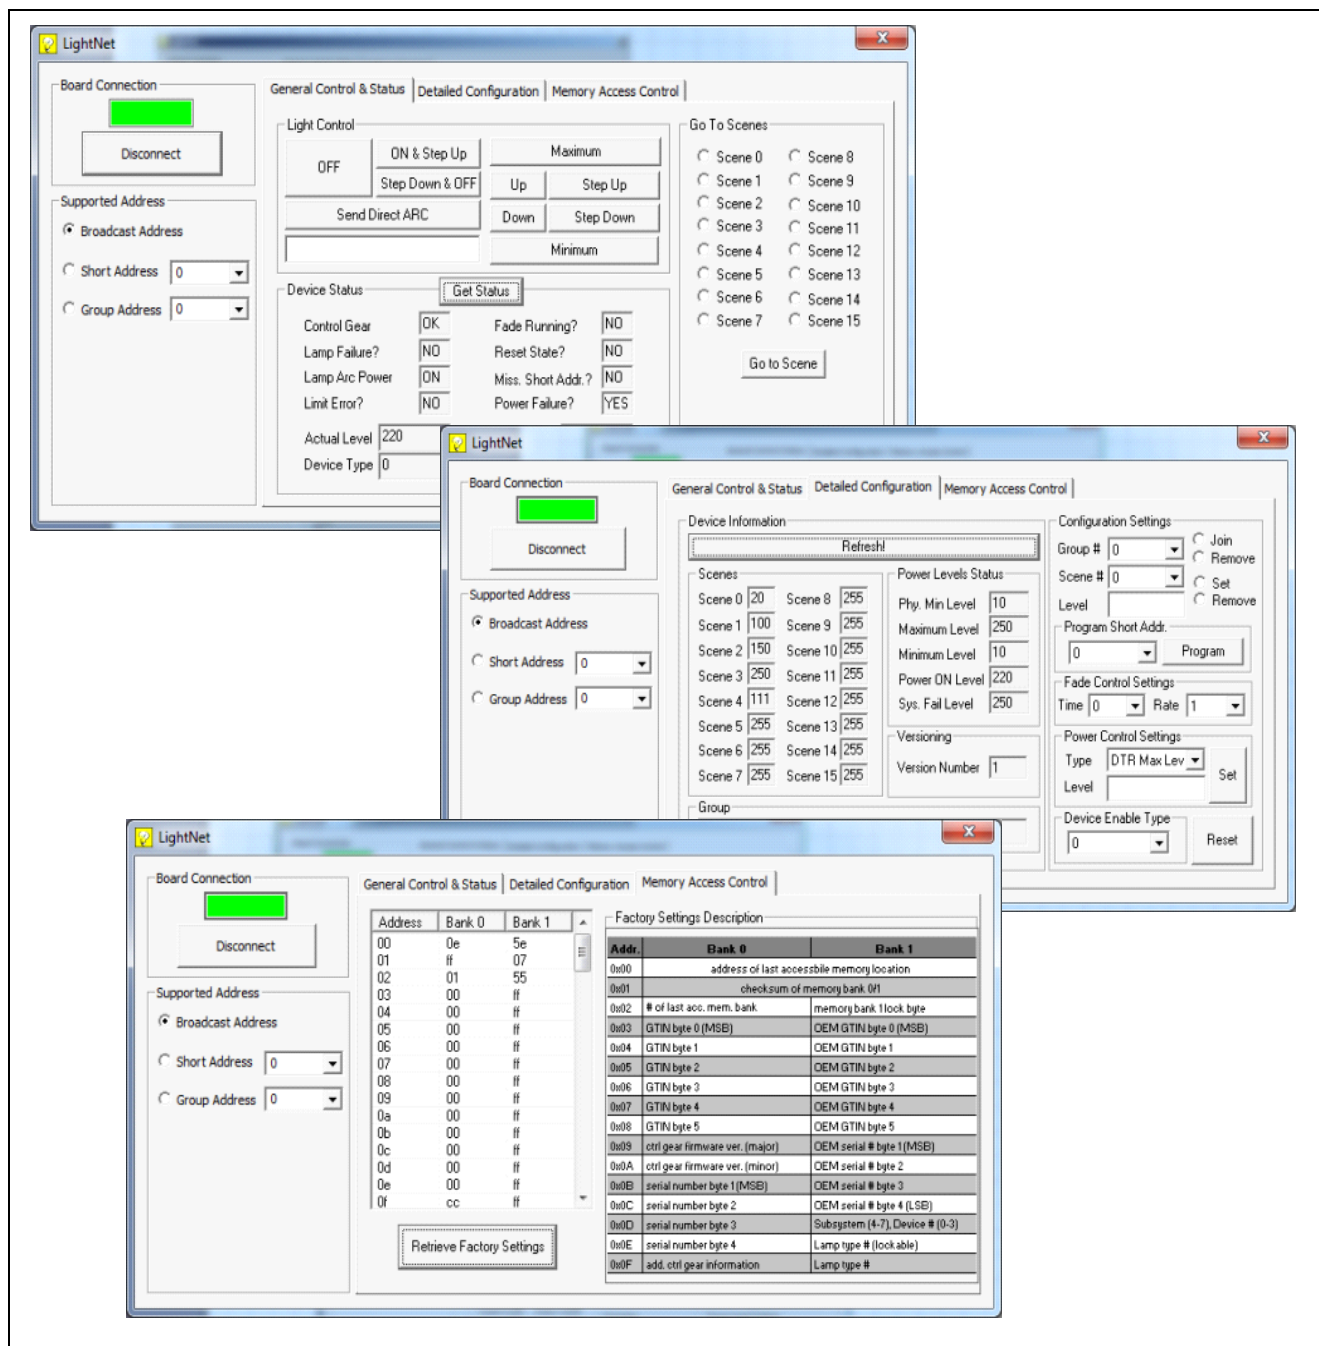 LightNet
Board Connection
Disconnect
Supported Address
Broadcast Address
Short Address 0
Group Address 0
General Control & Status Detailed Configuration Memory Access Control
Light Control
OFF ON & Step Up Maximum
Step Down & OFF Up Step Up
Send Direct ARC Down Step Down
Minimum
Device Status Get Status
Control Gear OK Fade Running? NO
Lamp Failure? NO Reset State? NO
Lamp Arc Power ON Miss. Short Addr.? NO
Limit Error? NO Power Failure? YES
Actual Level 220
Device Type 0
Go To Scenes
Scene 0 Scene 8
Scene 1 Scene 9
Scene 2 Scene 10
Scene 3 Scene 11
Scene 4 Scene 12
Scene 5 Scene 13
Scene 6 Scene 14
Scene 7 Scene 15
Go to Scene
LightNet
Board Connection
Disconnect
Supported Address
Broadcast Address
Short Address 0
Group Address 0
General Control & Status Detailed Configuration Memory Access Control
Device Information
Refresh!
Scenes
Scene 0 20 Scene 8 255
Scene 1 100 Scene 9 255
Scene 2 150 Scene 10 255
Scene 3 250 Scene 11 255
Scene 4 111 Scene 12 255
Scene 5 255 Scene 13 255
Scene 6 255 Scene 14 255
Scene 7 255 Scene 15 255
Power Levels Status
Phy. Min Level 10
Maximum Level 250
Minimum Level 10
Power ON Level 220
Sys. Fail Level 250
Versioning
Version Number 1
Group
Configuration Settings
Group # 0 Join
Remove
Scene # 0 Set
Level Remove
Program Short Addr.
0 Program
Fade Control Settings
Time 0 Rate 1
Power Control Settings
Type DTR Max Lev
Level Set
Device Enable Type
0 Reset
LightNet
Board Connection
Disconnect
Supported Address
Broadcast Address
Short Address 0
Group Address 0
General Control & Status Detailed Configuration Memory Access Control
Address Bank 0 Bank 1
00 0e 5e
01 ff 07
02 01 55
03 00 ff
04 00 ff
05 00 ff
06 00 ff
07 00 ff
08 00 ff
09 00 ff
0a 00 ff
0b 00 ff
0c 00 ff
0d 00 ff
0e 00 ff
0f cc ff
Retrieve Factory Settings
Factory Settings Description
Addr. Bank 0 Bank 1
0x00 address of last accessbile memory location
0x01 checksum of memory bank 0/1
0x02 # of last acc. mem. bank memory bank 1 lock byte
0x03 GTIN byte 0 (MSB) OEM GTIN byte 0 (MSB)
0x04 GTIN byte 1 OEM GTIN byte 1
0x05 GTIN byte 2 OEM GTIN byte 2
0x06 GTIN byte 3 OEM GTIN byte 3
0x07 GTIN byte 4 OEM GTIN byte 4
0x08 GTIN byte 5 OEM GTIN byte 5
0x09 ctrl gear firmware ver. (major) OEM serial # byte 1 (MSB)
0x0A ctrl gear firmware ver. (minor) OEM serial # byte 2
0x0B serial number byte 1 (MSB) OEM serial # byte 3
0x0C serial number byte 2 OEM serial # byte 4 (LSB)
0x0D serial number byte 3 Subsystem (4-7), Device # (0-3)
0x0E serial number byte 4 Lamp type # (lockable)
0x0F add. ctrl gear information Lamp type #